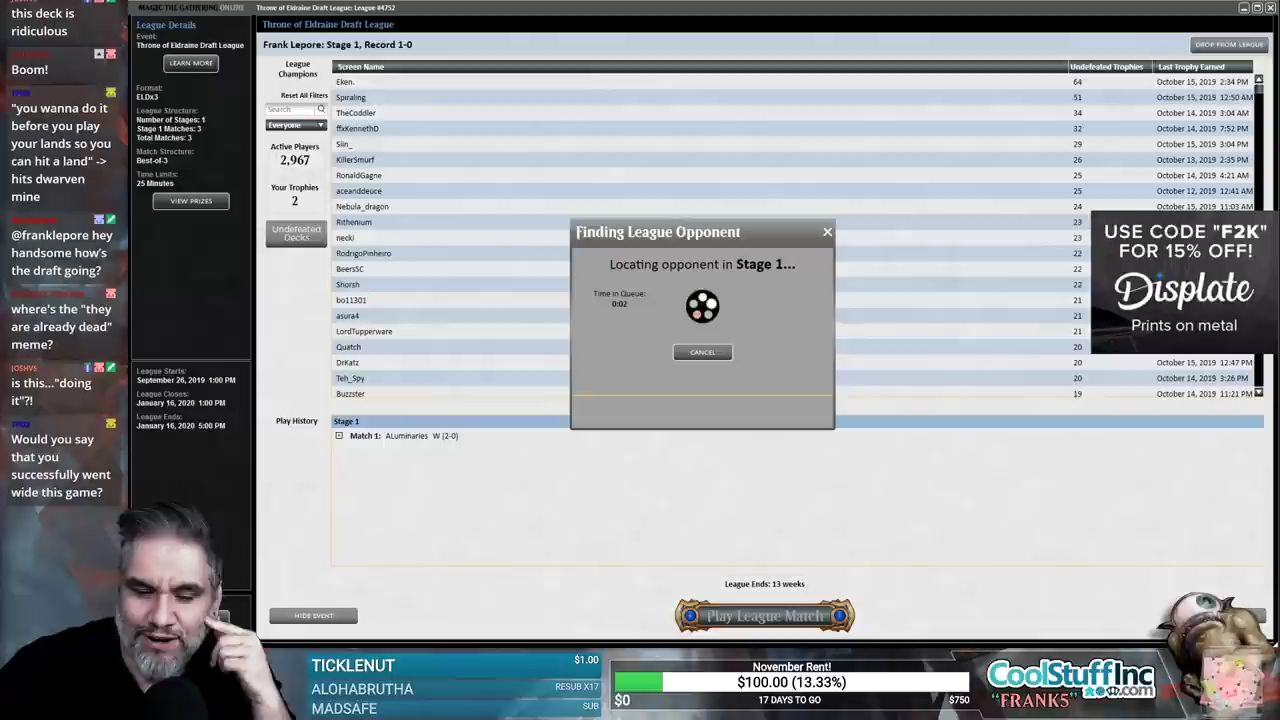 this deck is
ridiculous
Boom!
"you wanna do it
before you play
your lands so you
can hit a land" ->
hits dwarven
mine
@franklepore hey
handsome how's
the draft going?
where's the "they
are already dead"
meme?
JOSHVS
is this..."doing
it"?!
Would you say
that you
successfully went
wide this game?
MAGIC THE GATHERING ONLINE
Throne of Eldraine Draft League: League #4752
League Details
Event:
Throne of Eldraine Draft League
LEARN MORE
Format:
ELDx3
League Structure:
Number of Stages: 1
Stage 1 Matches: 3
Total Matches: 3
Match Structure:
Best-of-3
Time Limits:
25 Minutes
VIEW PRIZES
League Starts:
September 26, 2019 1:00 PM
League Closes:
January 16, 2020 1:00 PM
League Ends:
January 16, 2020 5:00 PM
Throne of Eldraine Draft League
Frank Lepore: Stage 1, Record 1-0
DROP FROM LEAGUE
League
Champions
Reset All Filters
Search
Everyone
Active Players
2,967
Your Trophies
2
Undefeated
Decks...
Screen Name Undefeated Trophies Last Trophy Earned
Eken. 64 October 15, 2019 2:34 PM
Spiraling 51 October 15, 2019 12:50 AM
TheCoddler 34 October 14, 2019 3:04 AM
ffxKennethD 32 October 14, 2019 7:52 PM
Slin_ 29 October 15, 2019 3:04 PM
KillerSmurf 26 October 13, 2019 2:35 PM
RonaldGagne 25 October 14, 2019 4:21 AM
aceanddeuce 25 October 12, 2019 12:41 AM
Nebula_dragon 24 October 15, 2019 11:03 AM
Rithenium 23
necki 23
RodrigoPinheiro 22
BeersSC 22
Shorsh 22
bo11301 21
asura4 21
LordTupperware 21
Quatch 20
DrKatz 20 October 15, 2019 12:47 PM
Teh_Spy 20 October 14, 2019 3:26 PM
Buzzster 19 October 14, 2019 11:21 PM
Finding League Opponent
Locating opponent in Stage 1...
Time in Queue:
0:02
CANCEL
USE CODE "F2K"
FOR 15% OFF!
Displate
Prints on metal
Play History
Stage 1
Match 1: ALuminaries W (2-0)
League Ends: 13 weeks
HIDE EVENT
Play League Match
TICKLENUT $1.00
ALOHABRUTHA RESUB X17
MADSAFE SUB
November Rent!
$100.00 (13.33%)
$0 17 DAYS TO GO $750
CoolStuffInc
.com
"FRANK5"